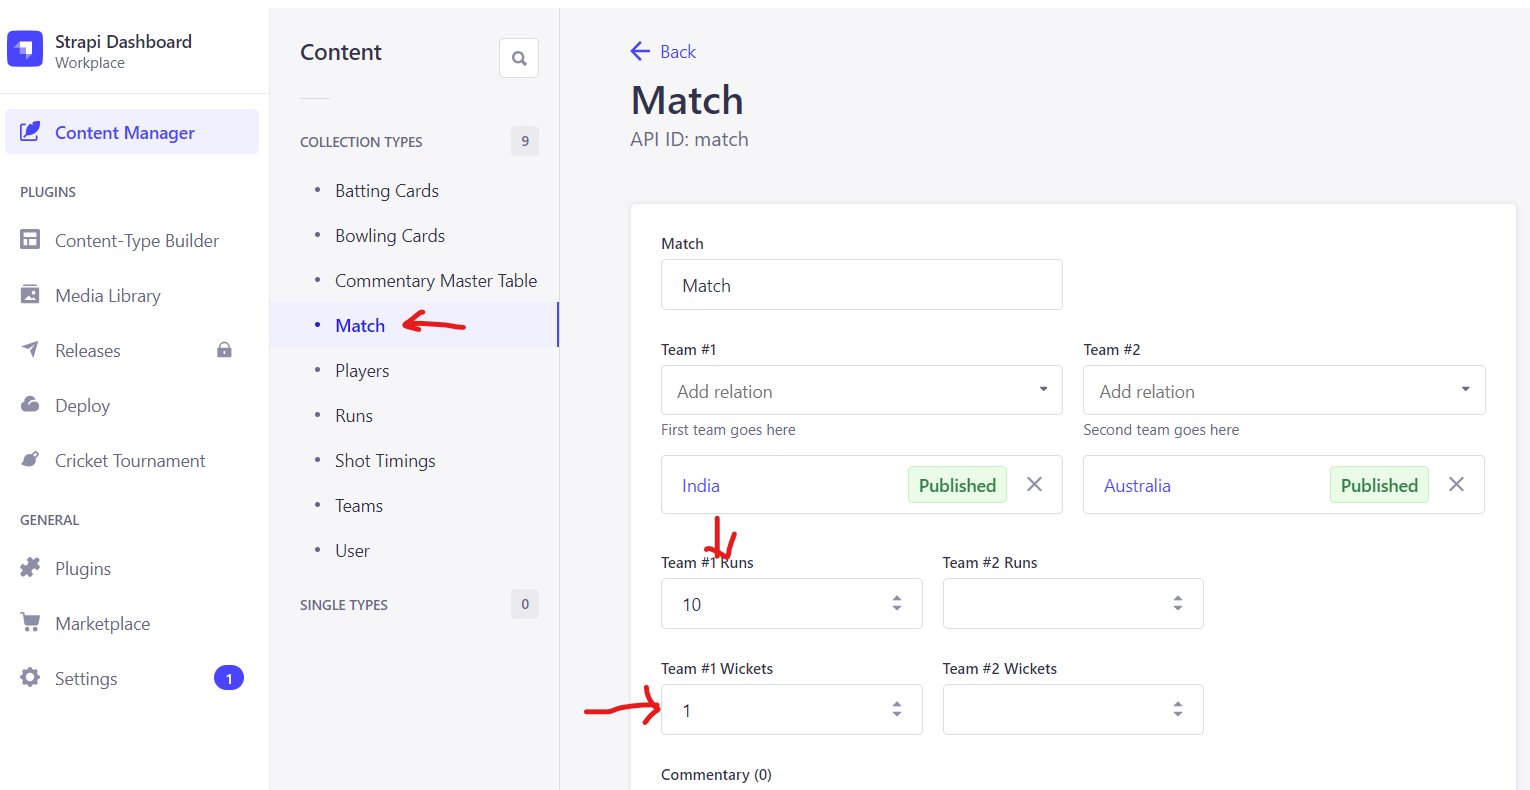 Strapi Dashboard
Workplace
Content Manager
PLUGINS
Content-Type Builder
Media Library
Releases
Deploy
Cricket Tournament
GENERAL
Plugins
Marketplace
Settings
1
Content
COLLECTION TYPES
9
Batting Cards
Bowling Cards
Commentary Master Table
Match
Players
Runs
Shot Timings
Teams
User
SINGLE TYPES
0
Back
Match
API ID: match
Match
Match
Team #1
Team #2
Add relation
Add relation
First team goes here
Second team goes here
India
Published
Australia
Published
Team #1 Runs
Team #2 Runs
10
Team #1 Wickets
Team #2 Wickets
1
Commentary (0)